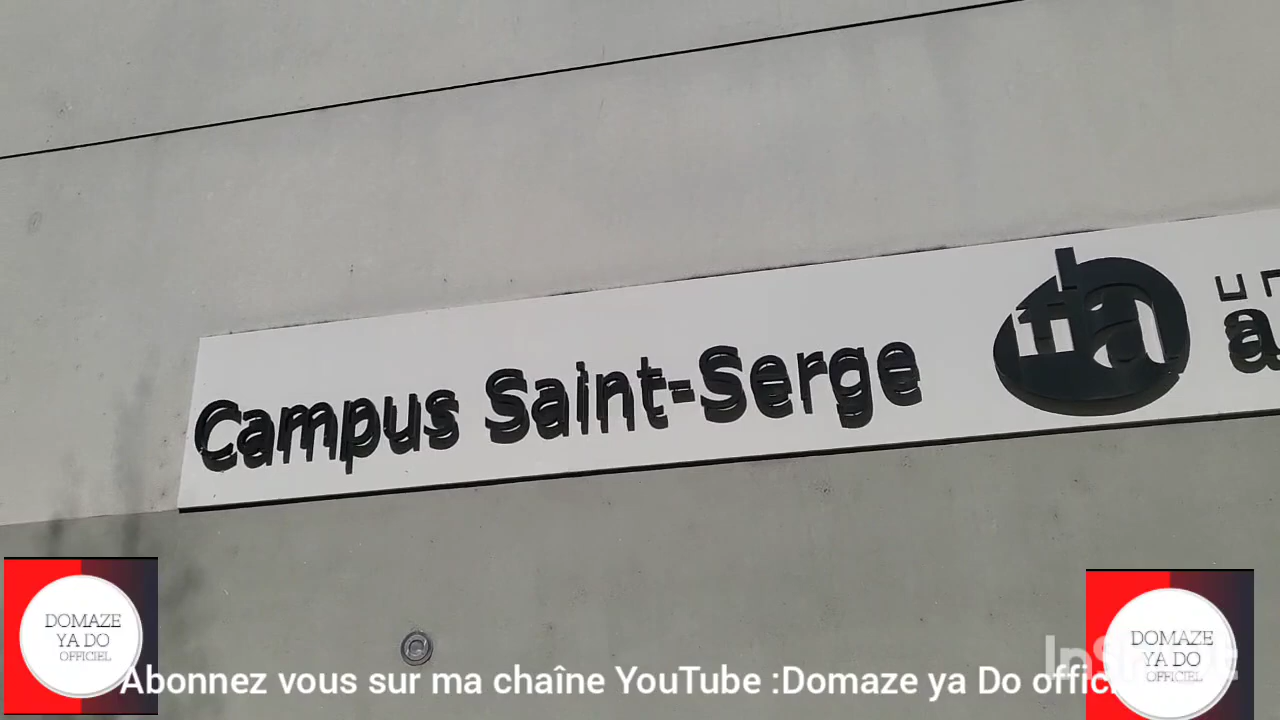 Campus Saint-Serge
ua
DOMAZE
YA DO
OFFICIEL
DOMAZE
YA DO
OFFICIEL
Abonnez vous sur ma chaîne YouTube :Domaze ya Do